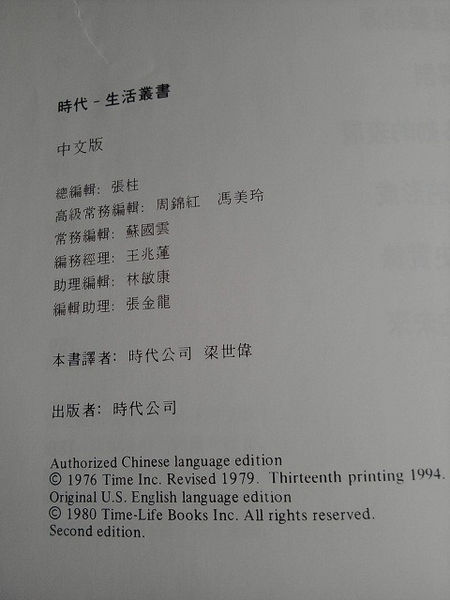 時代-生活叢書
中文版
總編輯: 張柱
高級常務編輯: 周錦紅 馮美玲
常務編輯: 蘇國雲
編務經理: 王兆蓮
助理編輯: 林敏康
編輯助理: 張金龍
本書譯者: 時代公司 梁世偉
出版者: 時代公司
Authorized Chinese language edition
© 1976 Time Inc. Revised 1979. Thirteenth printing 1994.
Original U.S. English language edition
© 1980 Time-Life Books Inc. All rights reserved.
Second edition.